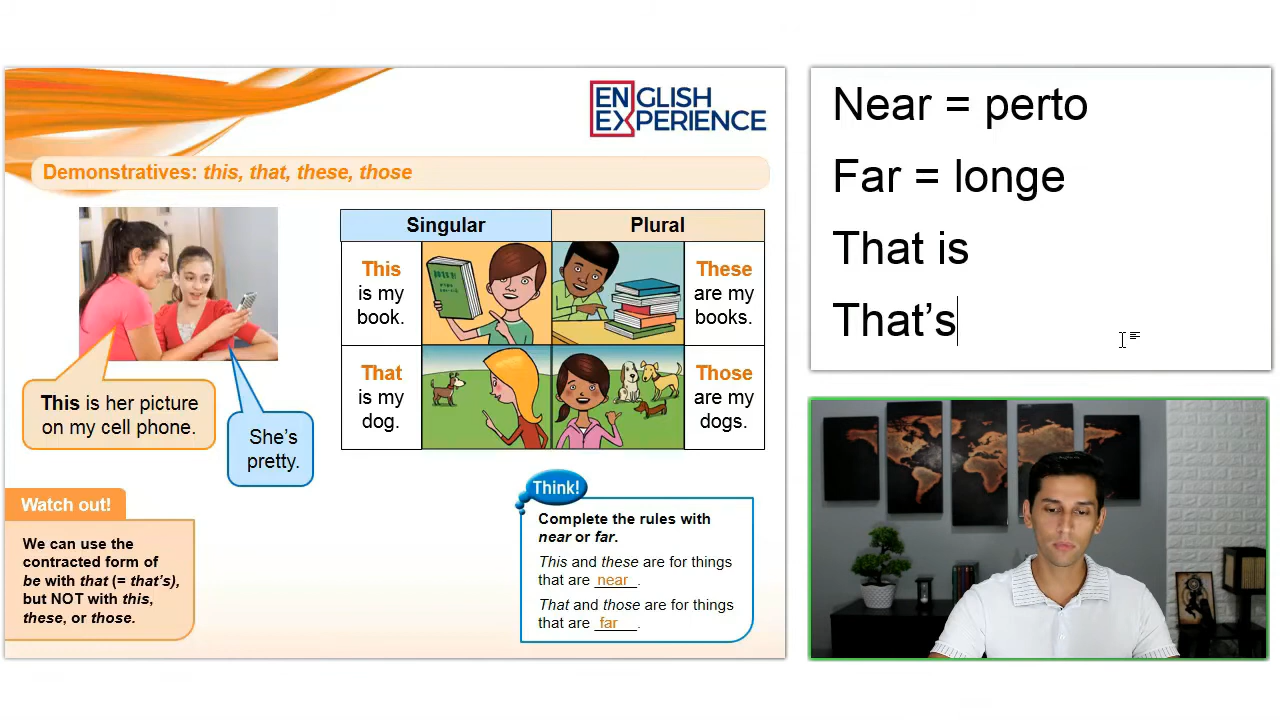 ENGLISH
EXPERIENCE
Demonstratives: this, that, these, those
Singular
Plural
This
is my
book.
These
are my
books.
That
is my
dog.
Those
are my
dogs.
This is her picture
on my cell phone.
She's
pretty.
Watch out!
We can use the
contracted form of
be with that (= that's),
but NOT with this,
these, or those.
Think!
Complete the rules with
near or far.
This and these are for things
that are near.
That and those are for things
that are far.
Near = perto
Far = longe
That is
That’s